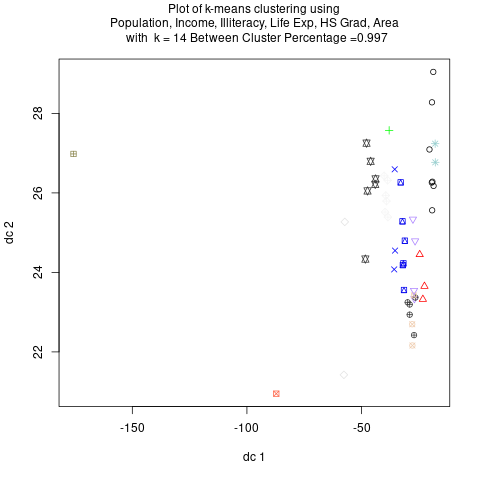 Plot of k-means clustering using
Population, Income, Illiteracy, Life Exp, HS Grad, Area
with k = 14 Between Cluster Percentage =0.997
28
26
24
22
dc 2
-150
-100
-50
dc 1